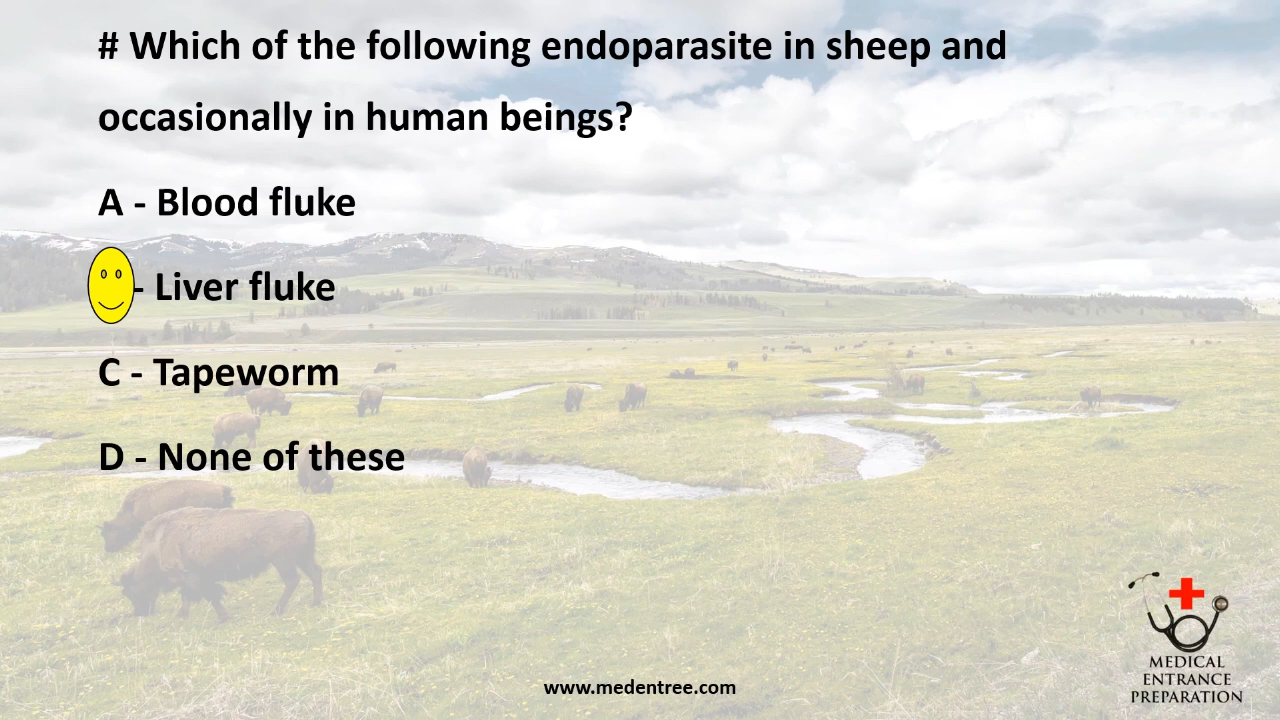 # Which of the following endoparasite in sheep and
occasionally in human beings?
A - Blood fluke
- Liver fluke
C - Tapeworm
D - None of these
www.medentree.com
MEDICAL
ENTRANCE
PREPARATION